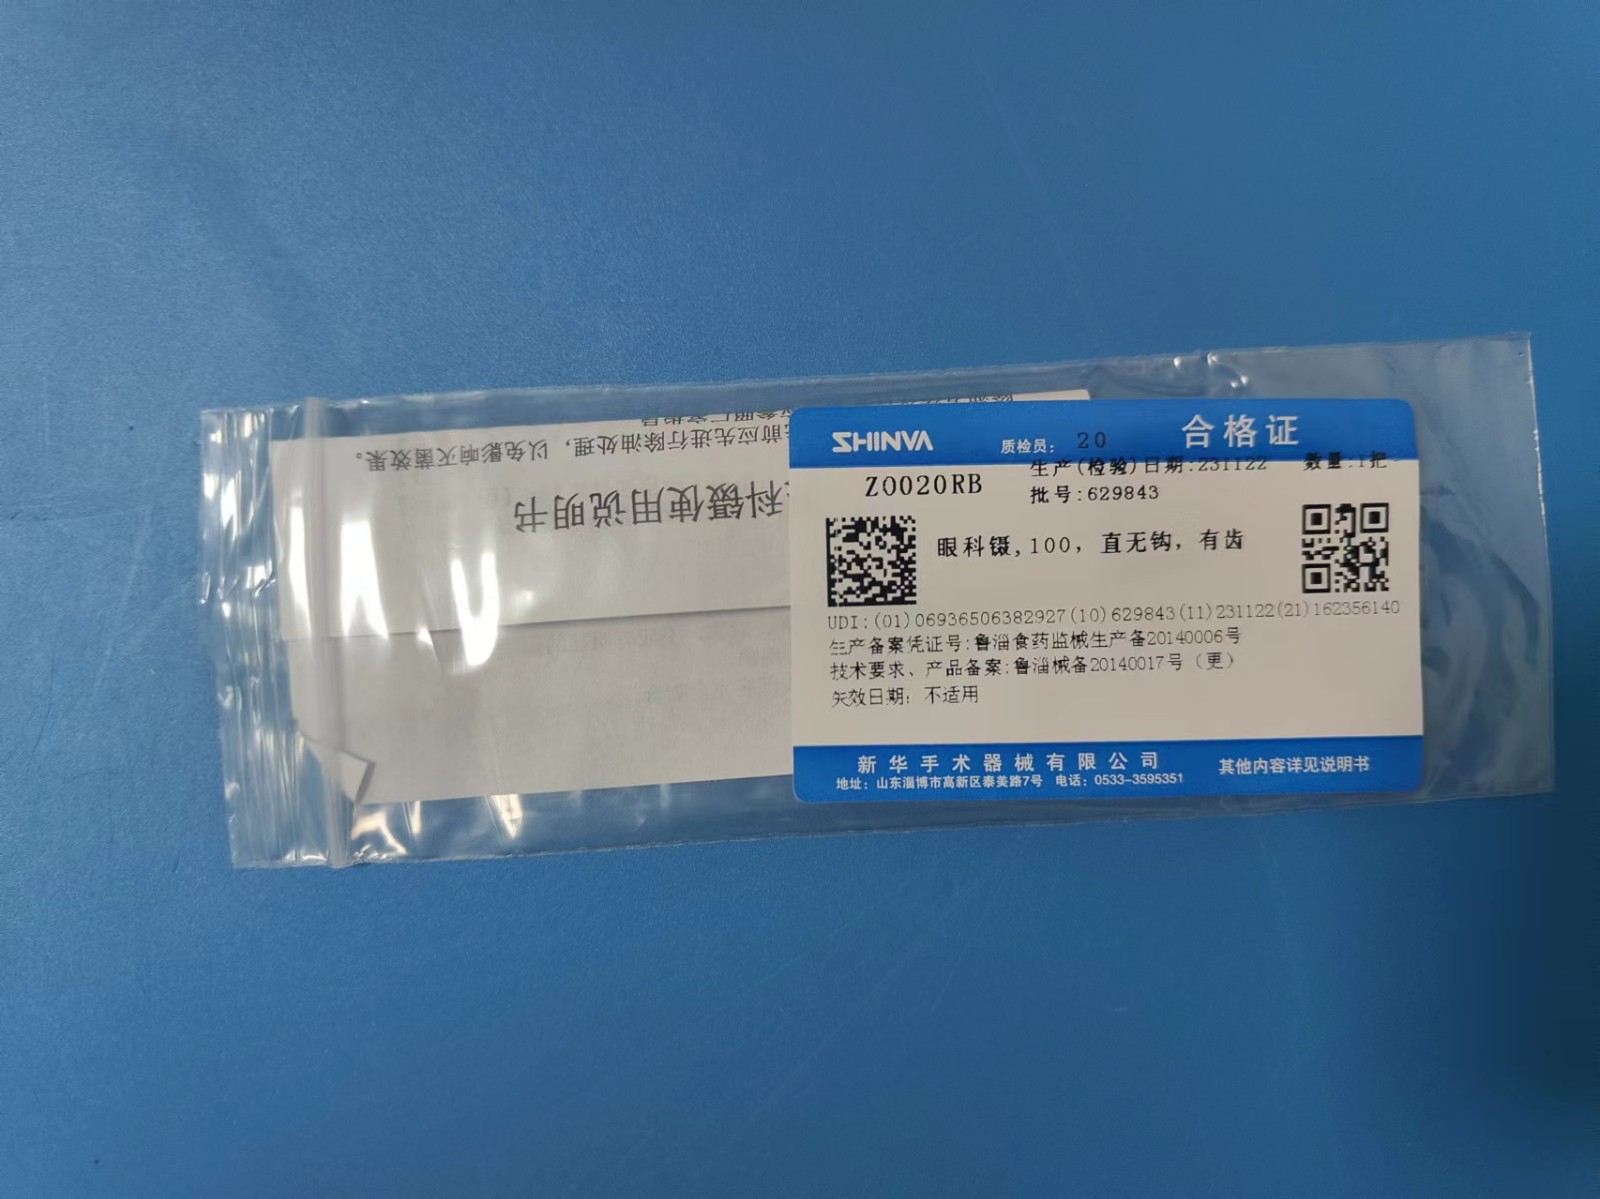 SHINVA
质检员: 20
合格证
Z0020RB
生产(检验)日期:231122
数量:1把
批号:629843
眼科镊,100，直无钩，有齿
UDI:(01)06936506382927(10)629843(11)231122(21)162356140
生产备案凭证号:鲁淄食药监械生产备20140006号
技术要求、产品备案:鲁淄械备20140017号（更）
失效日期：不适用
新华手术器械有限公司
其他内容详见说明书
地址：山东淄博市高新区泰美路7号 电话：0533-3595351
科镊使用说明书
前应先进行除油处理，以免影响灭菌效果。